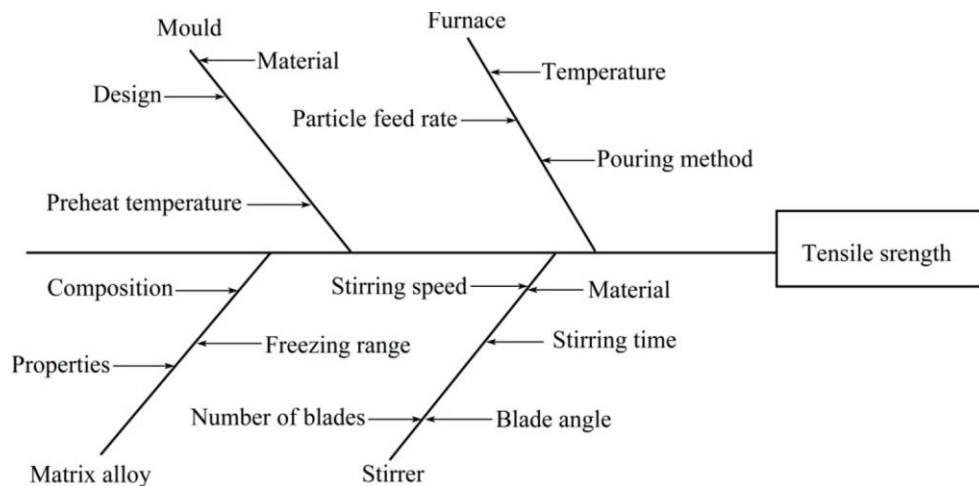 Mould
Material
Design
Preheat temperature
Furnace
Temperature
Particle feed rate
Pouring method
Tensile srength
Composition
Freezing range
Properties
Matrix alloy
Stirring speed
Material
Stirring time
Number of blades
Blade angle
Stirrer